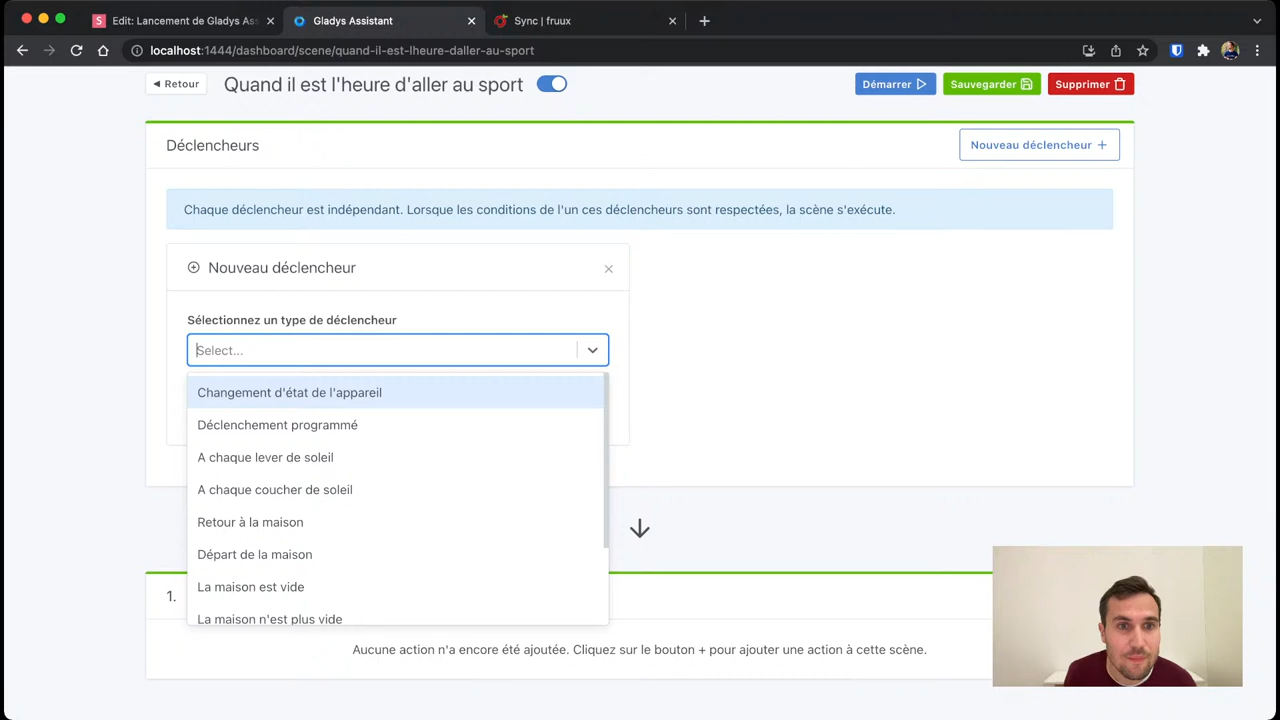 Edit: Lancement de Gladys Ass
Gladys Assistant
Sync | fruux
localhost:1444/dashboard/scene/quand-il-est-lheure-daller-au-sport
◄ Retour
Quand il est l'heure d'aller au sport
Démarrer
Sauvegarder
Supprimer
Déclencheurs
Nouveau déclencheur +
Chaque déclencheur est indépendant. Lorsque les conditions de l'un ces déclencheurs sont respectées, la scène s'exécute.
Nouveau déclencheur
Sélectionnez un type de déclencheur
Select...
Changement d'état de l'appareil
Déclenchement programmé
A chaque lever de soleil
A chaque coucher de soleil
Retour à la maison
Départ de la maison
La maison est vide
La maison n'est plus vide
1.
Aucune action n'a encore été ajoutée. Cliquez sur le bouton + pour ajouter une action à cette scène.